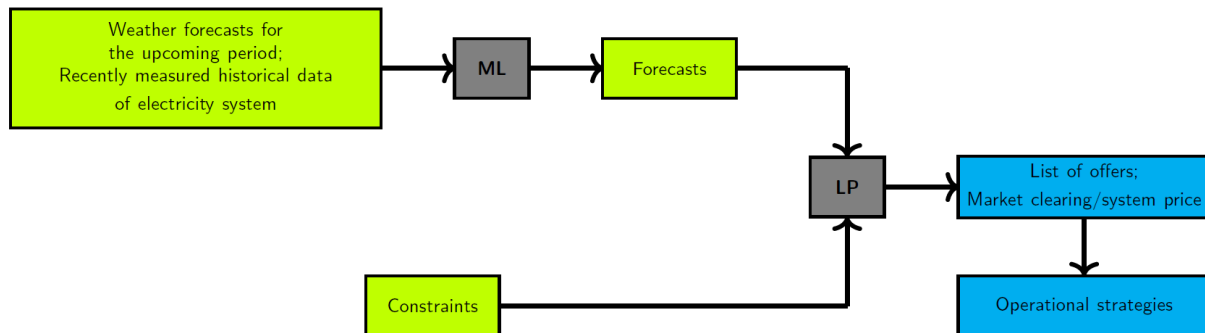 Weather forecasts for
the upcoming period;
Recently measured historical data
of electricity system
ML
Forecasts
LP
List of offers;
Market clearing/system price
Constraints
Operational strategies